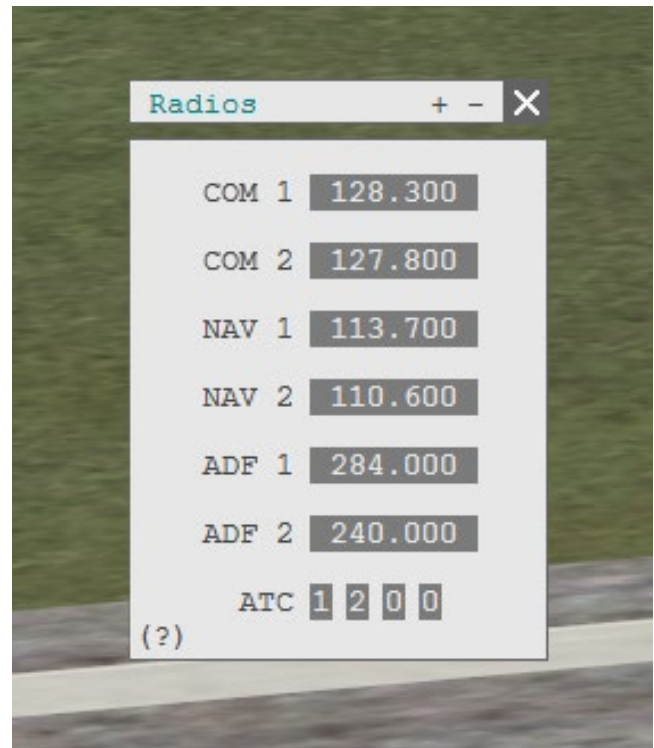 Radios + - X
COM 1 128.300
COM 2 127.800
NAV 1 113.700
NAV 2 110.600
ADF 1 284.000
ADF 2 240.000
ATC 1 2 0 0
(?)